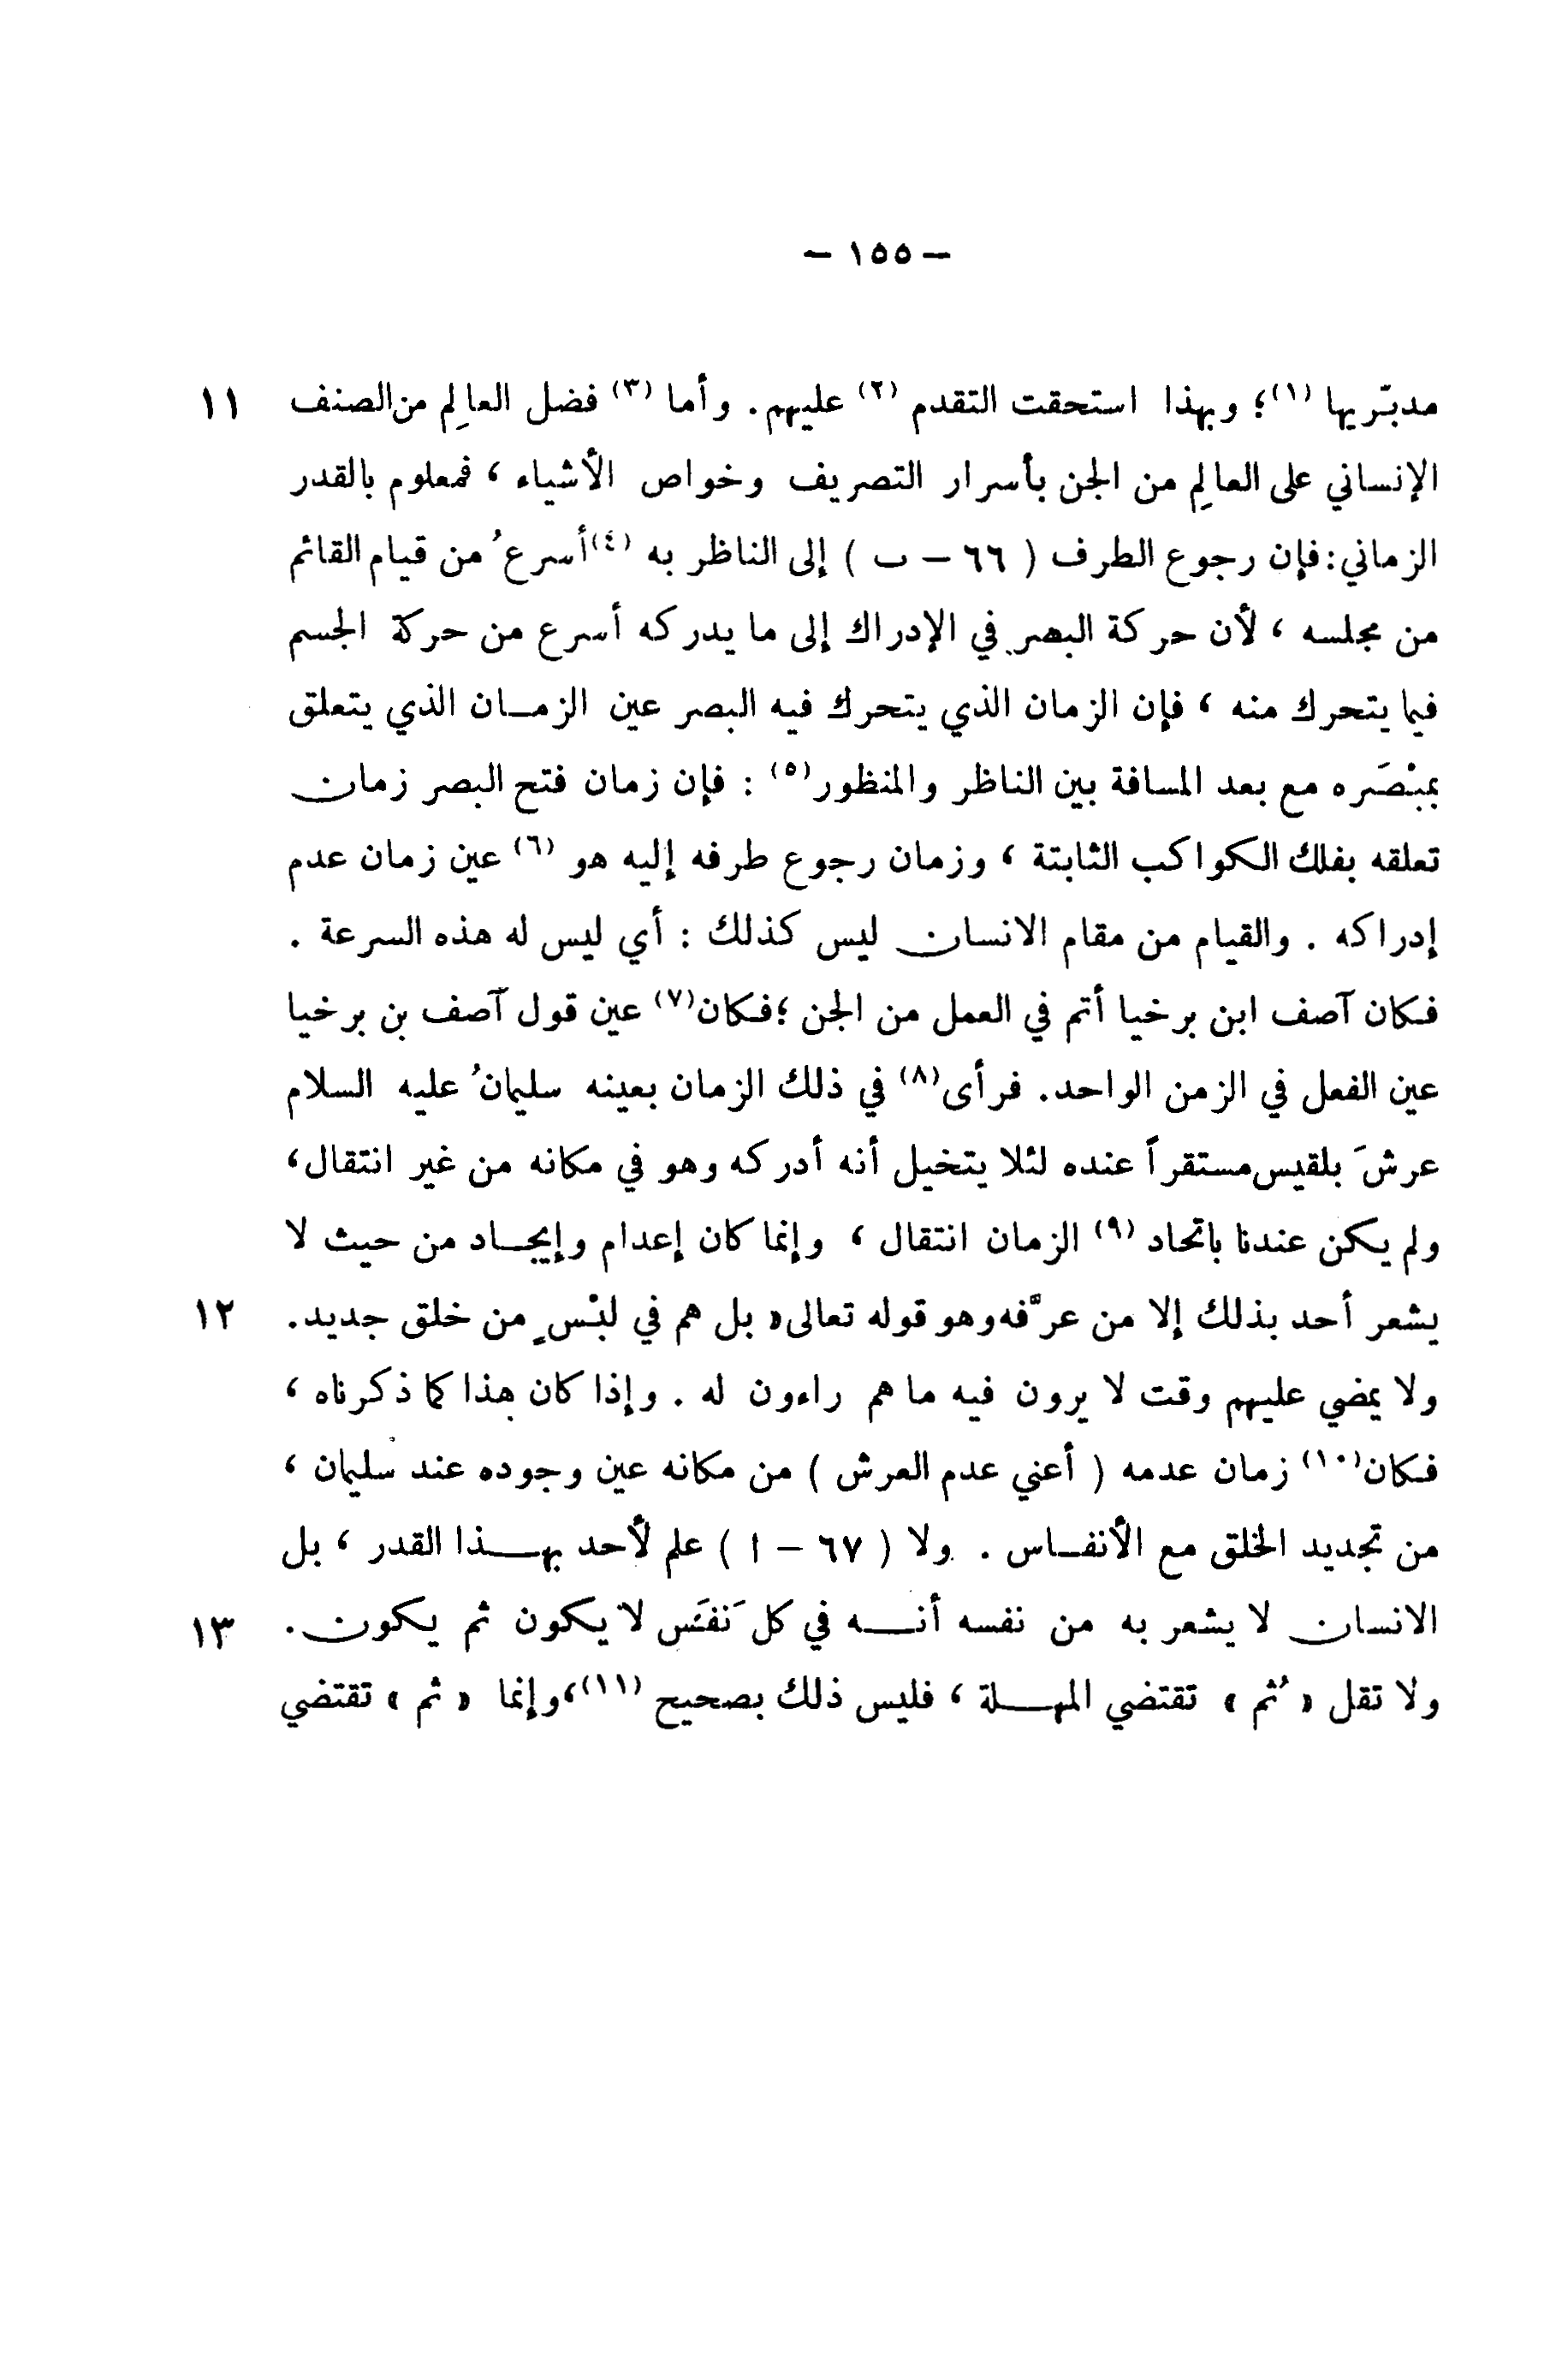 – ١٥٥ –
مدبّريها (١)؛ وبهذا استحقت التقدم (٢) عليهم. وأما (٣) فضل العالِم من الصنف ١١
الإنساني على العالِم من الجن بأسرار التصريف وخواص الأشياء ، فمعلوم بالقدر
الزماني: فإن رجوع الطرف ( ٦٦ – ب ) إلى الناظر به (٤) أسرعُ من قيام القائم
من مجلسه ، لأن حركة البصر في الإدراك إلى ما يدركه أسرع من حركة الجسم
فيما يتحرك منه ، فإن الزمان الذي يتحرك فيه البصر عين الزمـان الذي يتعلق
بمبْصَره مع بعد المسافة بين الناظر والمنظور(٥) : فإن زمان فتح البصر زمان
تعلقه بفلك الكواكب الثابتة ، وزمان رجوع طرفه إليه هو (٦) عين زمان عدم
إدراكه . والقيام من مقام الانسان ليس كذلك : أي ليس له هذه السرعة .
فكان آصف ابن برخيا أتم في العمل من الجن ؛ فكان(٧) عين قول آصف بن برخيا
عين الفعل في الزمن الواحد. فرأى(٨) في ذلك الزمان بعينه سليمانُ عليه السلام
عرشَ بلقيس مستقراً عنده لئلا يتخيل أنه أدركه وهو في مكانه من غير انتقال،
ولم يكن عندنا باتحاد (٩) الزمان انتقال ، وإنما كان إعدام وإيجـاد من حيث لا
يشعر أحد بذلك إلا من عرَّفه وهو قوله تعالى « بل هم في لبْسٍ من خلق جديد. ١٢
ولا يمضي عليهم وقت لا يرون فيه ما هم راءون له . وإذا كان هذا كما ذكرناه ،
فكان(١٠) زمان عدمه ( أعني عدم العرش ) من مكانه عين وجوده عند سليمان ،
من تجديد الخلق مع الأنفـاس . ولا ( ٦٧ – ا ) علم لأحد بهـذا القدر ، بل
الانسان لا يشعر به من نفسه أنـه في كل نَفَس لا يكون ثم يكون. ١٣
ولا تقل « ثُم » تقتضي المهـلة ، فليس ذلك بصحيح (١١)، وإنما « ثم » تقتضي